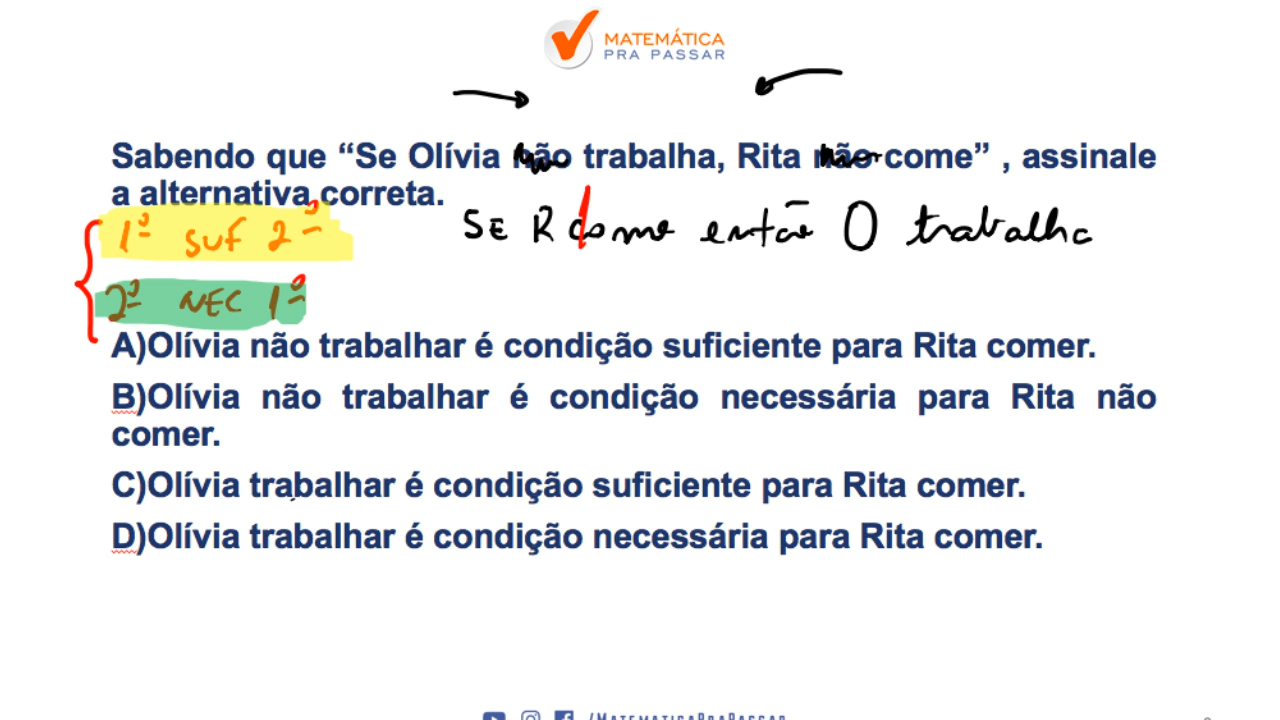 MATEMÁTICA
PRA PASSAR
Sabendo que “Se Olívia não trabalha, Rita não come” , assinale
a alternativa correta.
1º SUF 2º
SE R come então O trabalha
2º NEC 1º
A)Olívia não trabalhar é condição suficiente para Rita comer.
B)Olívia não trabalhar é condição necessária para Rita não
comer.
C)Olívia trabalhar é condição suficiente para Rita comer.
D)Olívia trabalhar é condição necessária para Rita comer.
/MATEMATICAPRAPASSAR